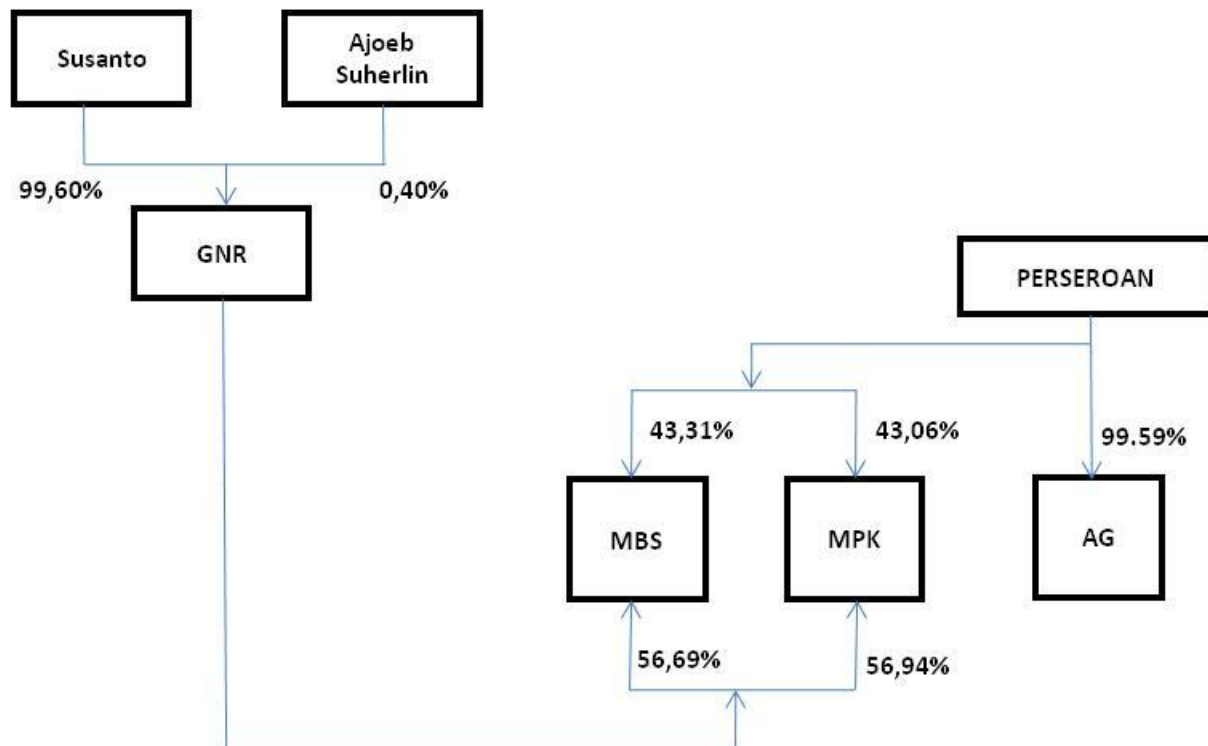 Susanto
Ajoeb
Suherlin
99,60%
0,40%
GNR
PERSEROAN
43,31%
43,06%
99.59%
MBS
MPK
AG
56,69%
56,94%